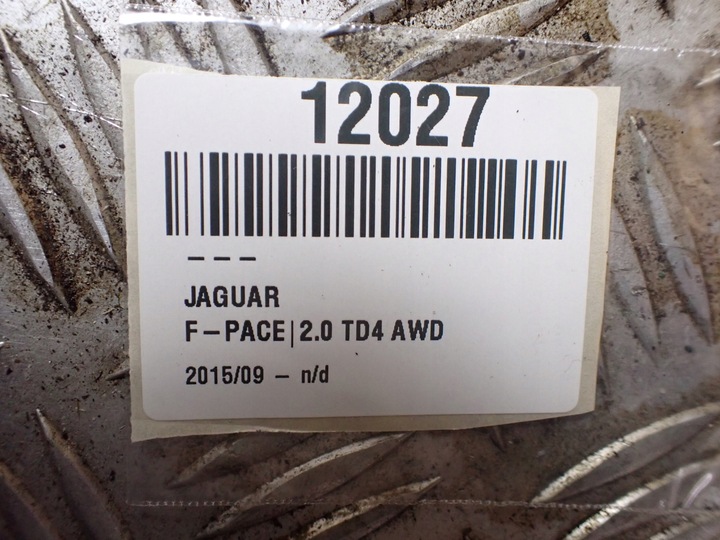 12027
– – –
JAGUAR
F–PACE|2.0 TD4 AWD
2015/09 – n/d